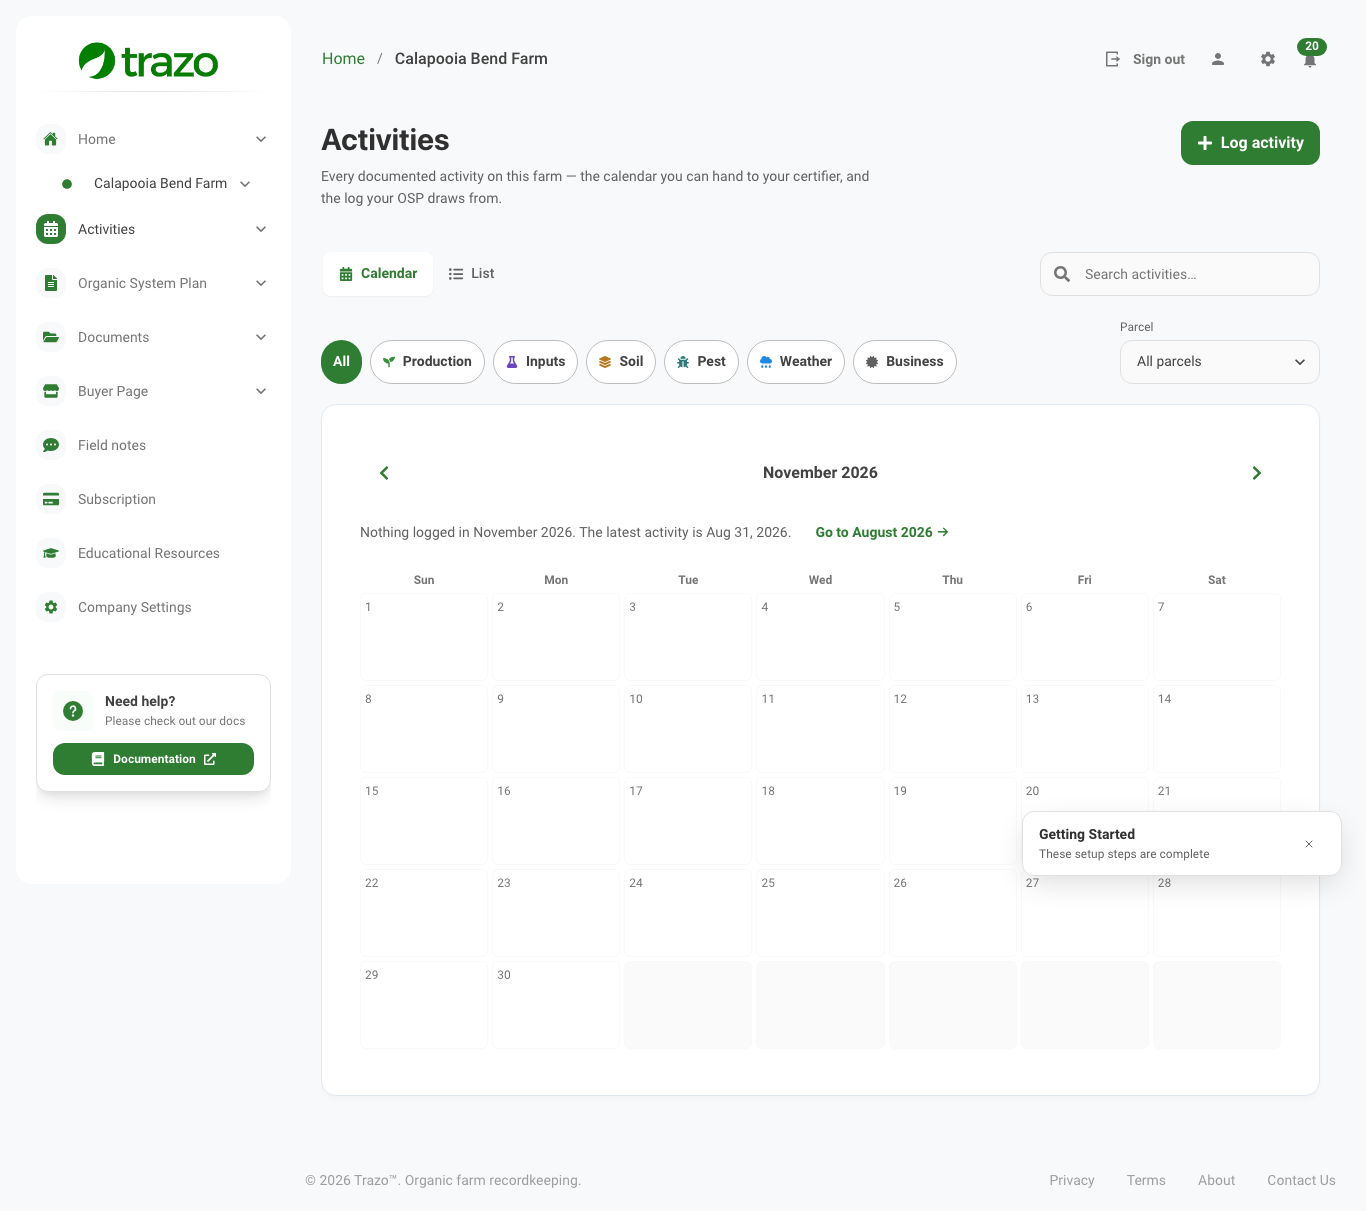 trazo
Home
Calapooia Bend Farm
Activities
Organic System Plan
Documents
Buyer Page
Field notes
Subscription
Educational Resources
Company Settings
Need help?
Please check out our docs
Documentation
Home / Calapooia Bend Farm
Sign out
20
Activities
Every documented activity on this farm — the calendar you can hand to your certifier, and
the log your OSP draws from.
Log activity
Calendar
List
Search activities...
All
Production
Inputs
Soil
Pest
Weather
Business
Parcel
All parcels
November 2026
Nothing logged in November 2026. The latest activity is Aug 31, 2026. Go to August 2026 →
Sun Mon Tue Wed Thu Fri Sat
1 2 3 4 5 6 7
8 9 10 11 12 13 14
15 16 17 18 19 20 21
Getting Started
These setup steps are complete
22 23 24 25 26 27 28
29 30
© 2026 Trazo™. Organic farm recordkeeping.
Privacy Terms About Contact Us